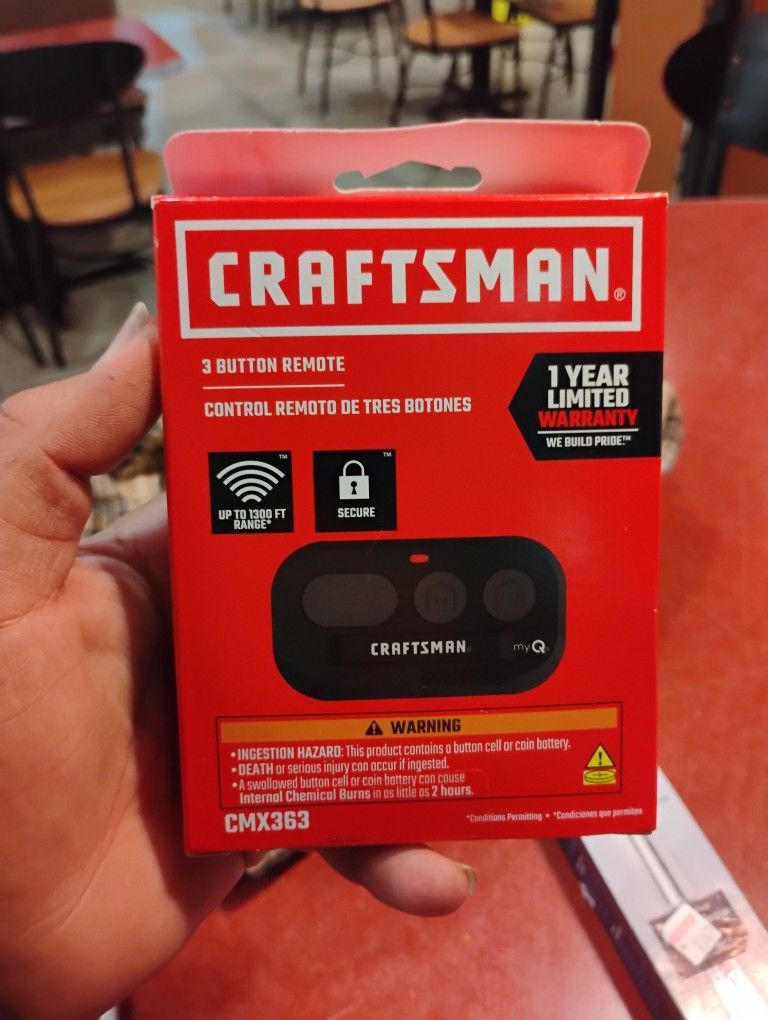 CRAFTSMAN®
3 BUTTON REMOTE
CONTROL REMOTO DE TRES BOTONES
1 YEAR
LIMITED
WARRANTY
WE BUILD PRIDE™
™
UP TO 1300 FT
RANGE*
™
SECURE
CRAFTSMAN
myQ
WARNING
• INGESTION HAZARD: This product contains a button cell or coin battery.
• DEATH or serious injury can occur if ingested.
• A swallowed button cell or coin battery can cause
Internal Chemical Burns in as little as 2 hours.
CMX363
*Conditions Permitting • *Condiciones que permiten